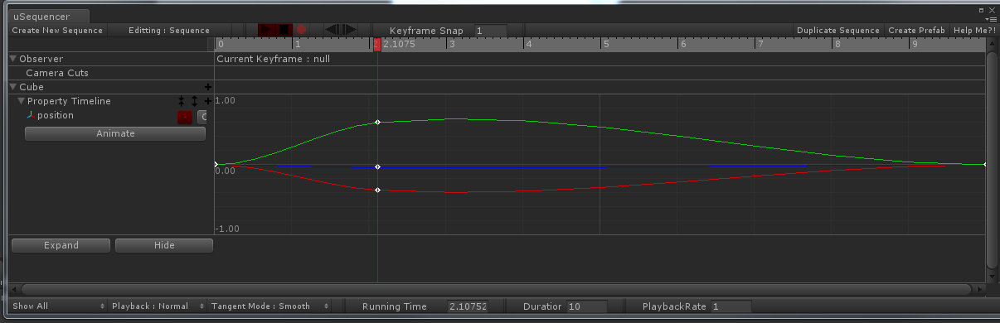 uSequencer
Create New Sequence Editting : Sequence Keyframe Snap 1 Duplicate Sequence Create Prefab Help Me?!
0 1 2 2.1075 3 4 5 6 7 8 9
Observer Current Keyframe : null
Camera Cuts
Cube +
Property Timeline + 1.00
position
Animate
0.00
-1.00
Expand Hide
Show All Playback : Normal Tangent Mode : Smooth Running Time 2.10752 Duratior 10 PlaybackRate 1